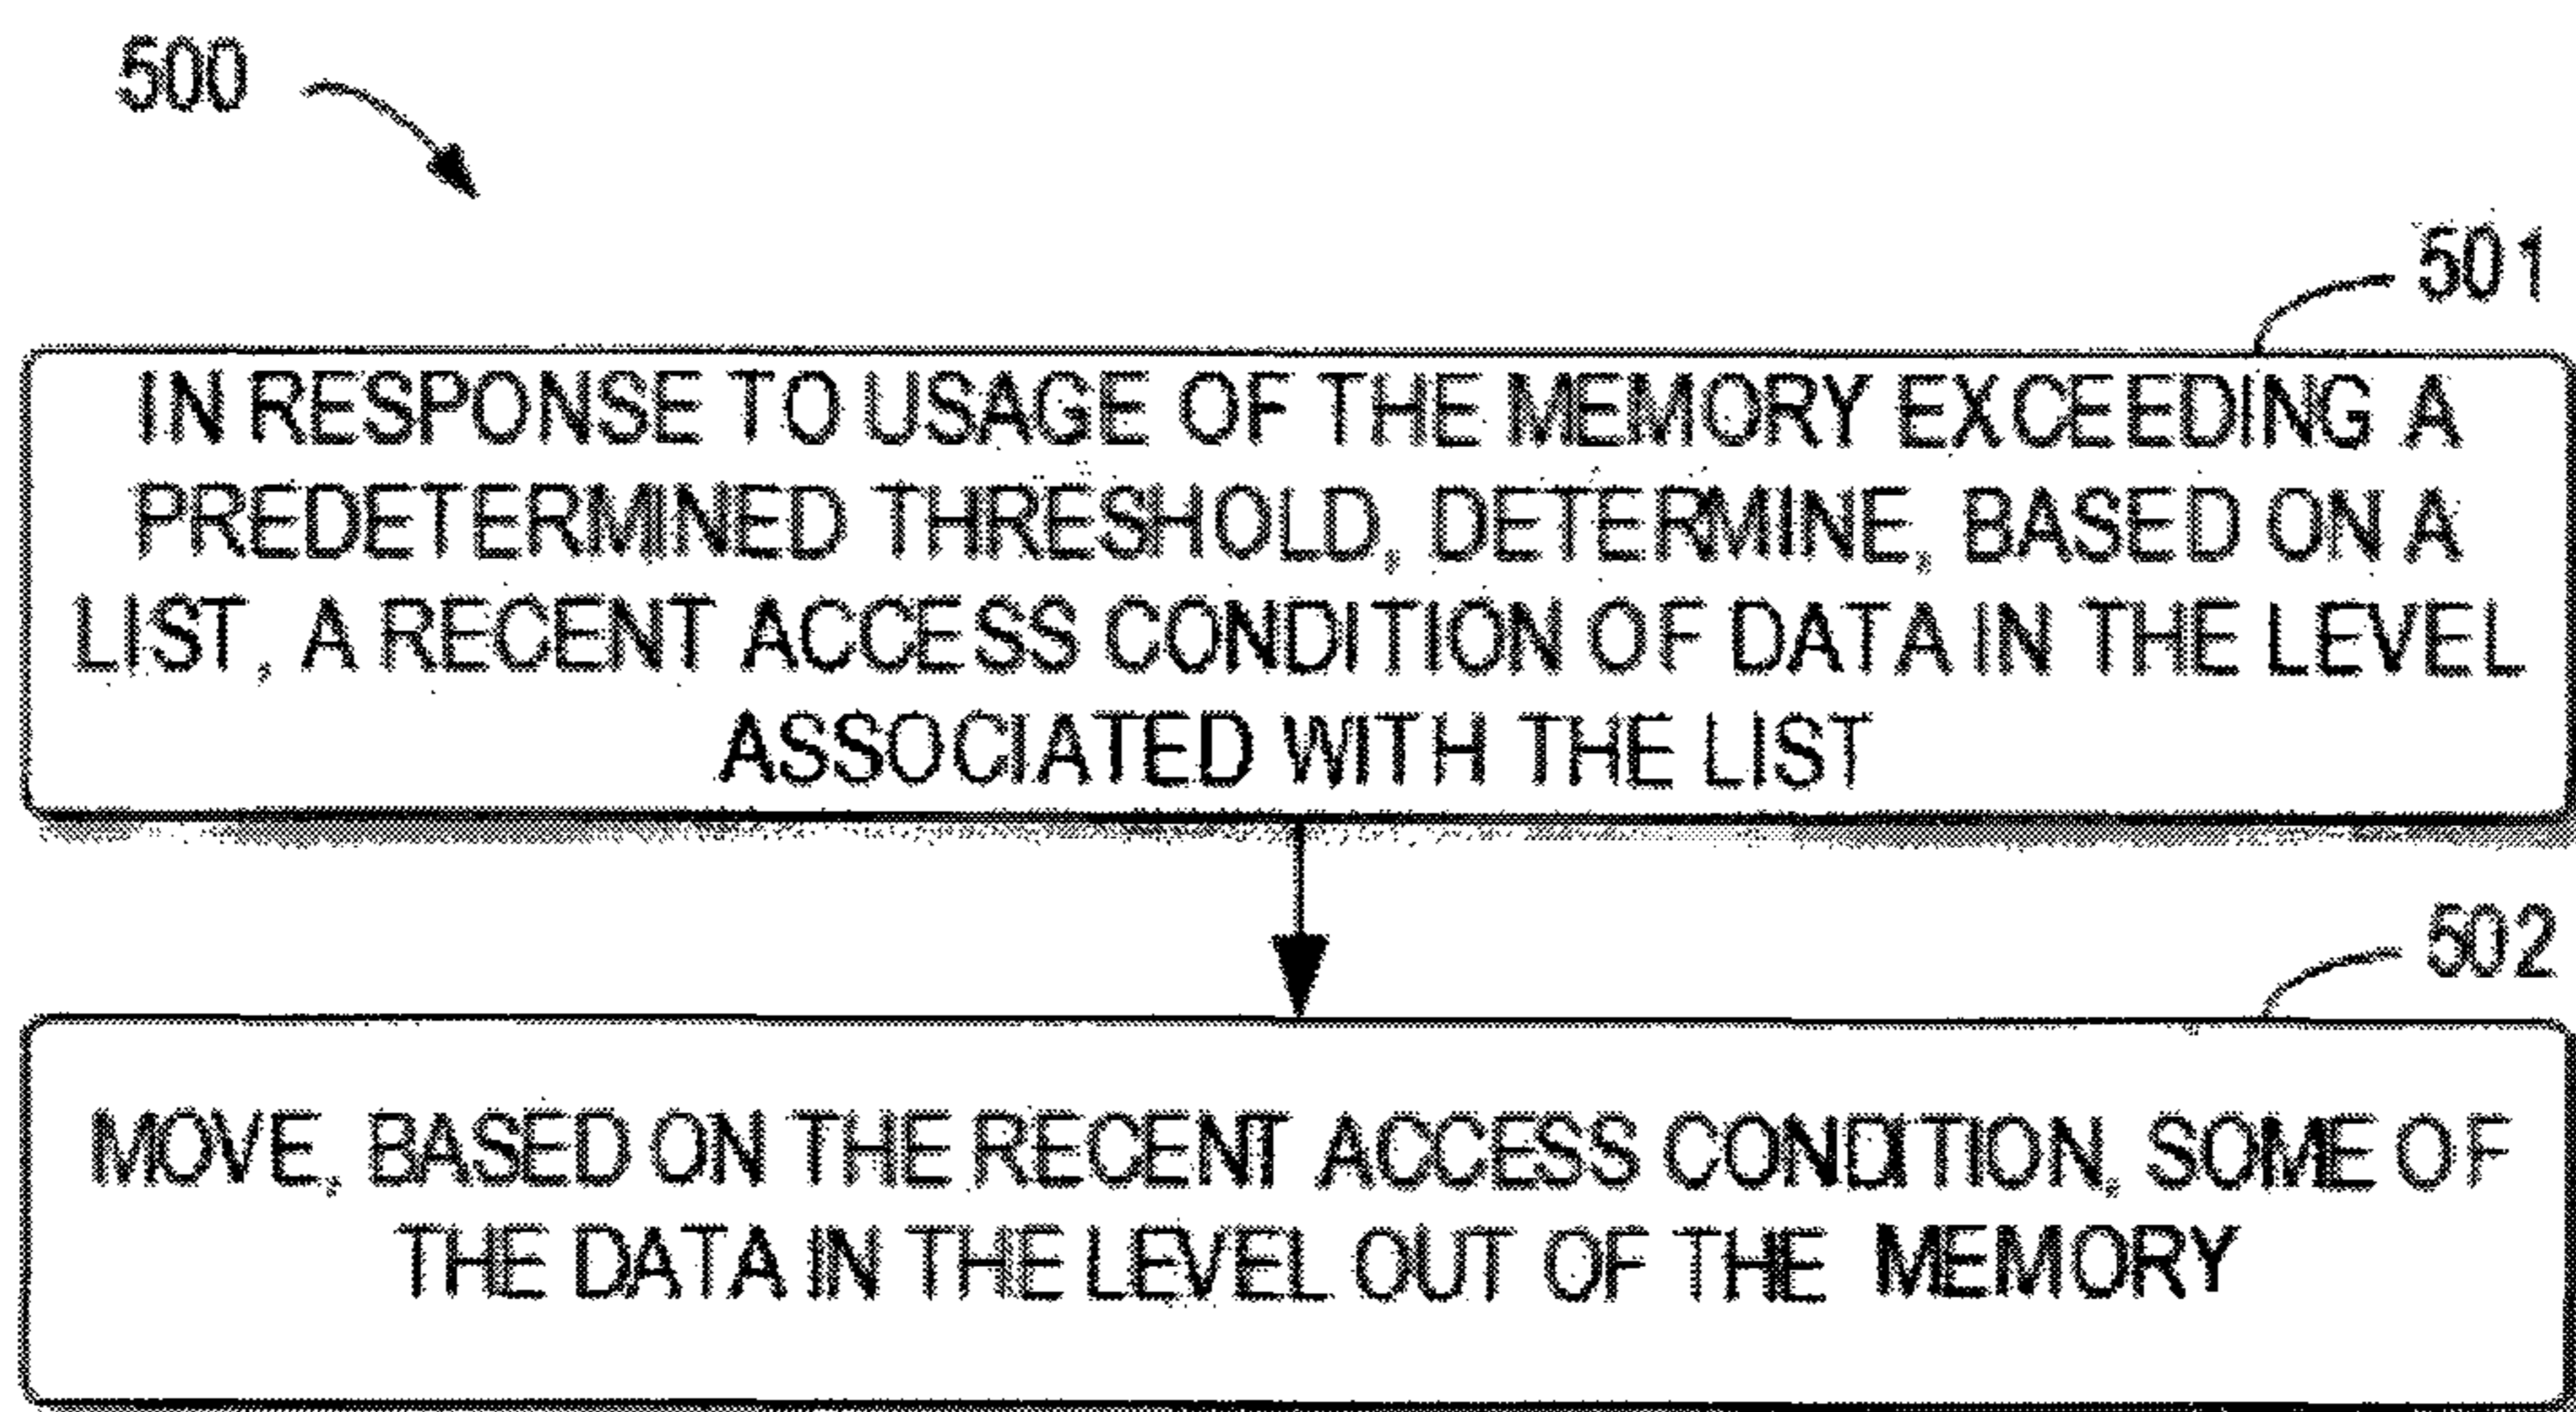 500
501
IN RESPONSE TO USAGE OF THE MEMORY EXCEEDING A
PREDETERMINED THRESHOLD, DETERMINE, BASED ON A
LIST, A RECENT ACCESS CONDITION OF DATA IN THE LEVEL
ASSOCIATED WITH THE LIST
502
MOVE, BASED ON THE RECENT ACCESS CONDITION, SOME OF
THE DATA IN THE LEVEL OUT OF THE MEMORY